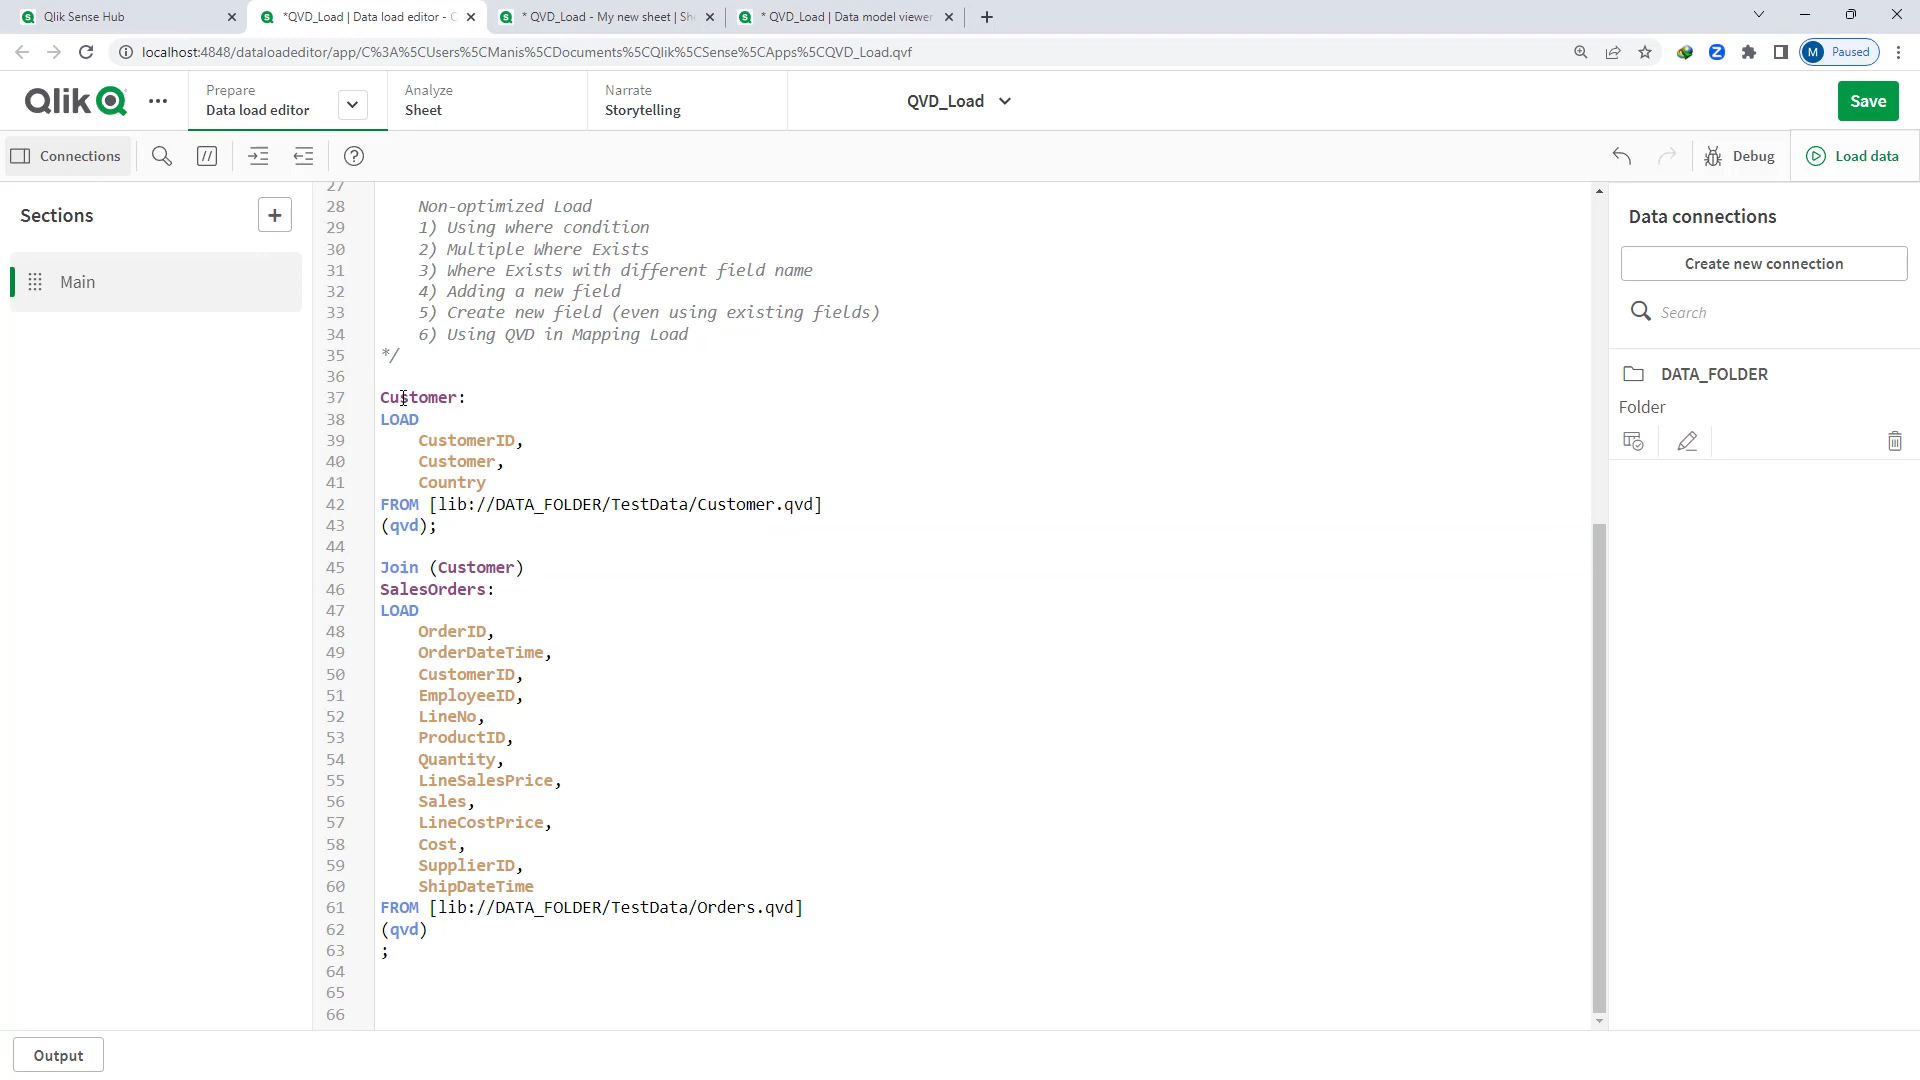 Qlik Sense Hub
*QVD_Load | Data load editor - Q
* QVD_Load - My new sheet | She
* QVD_Load | Data model viewer
localhost:4848/dataloadeditor/app/C%3A%5CUsers%5CManis%5CDocuments%5CQlik%5CSense%5CApps%5CQVD_Load.qvf
M Paused
Qlik
Prepare
Data load editor
Analyze
Sheet
Narrate
Storytelling
QVD_Load
Save
Connections
Debug
Load data
Sections
Main
27
28 Non-optimized Load
29 1) Using where condition
30 2) Multiple Where Exists
31 3) Where Exists with different field name
32 4) Adding a new field
33 5) Create new field (even using existing fields)
34 6) Using QVD in Mapping Load
35 */
36
37 Customer:
38 LOAD
39 CustomerID,
40 Customer,
41 Country
42 FROM [lib://DATA_FOLDER/TestData/Customer.qvd]
43 (qvd);
44
45 Join (Customer)
46 SalesOrders:
47 LOAD
48 OrderID,
49 OrderDateTime,
50 CustomerID,
51 EmployeeID,
52 LineNo,
53 ProductID,
54 Quantity,
55 LineSalesPrice,
56 Sales,
57 LineCostPrice,
58 Cost,
59 SupplierID,
60 ShipDateTime
61 FROM [lib://DATA_FOLDER/TestData/Orders.qvd]
62 (qvd)
63 ;
64
65
66
Data connections
Create new connection
Search
DATA_FOLDER
Folder
Output